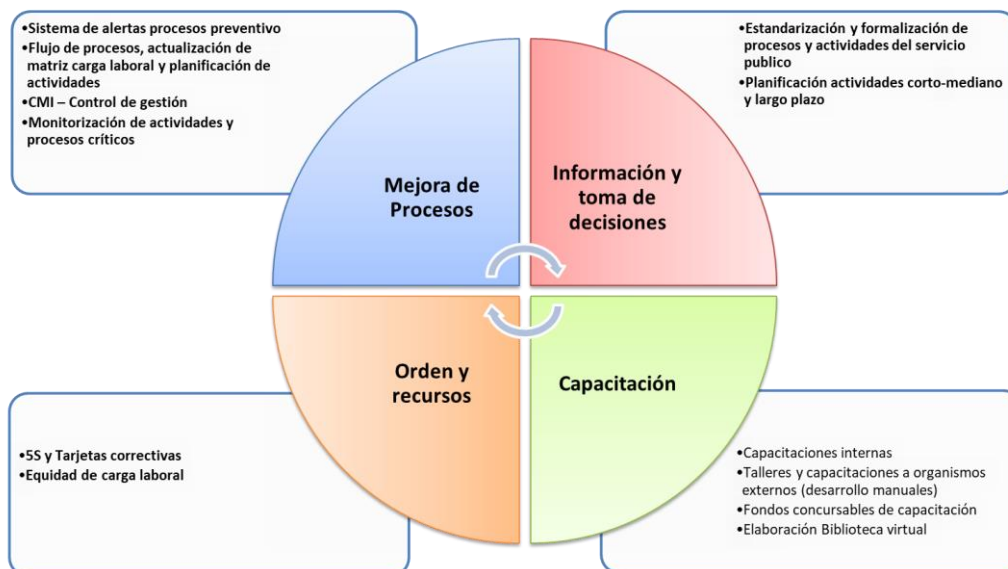 •Sistema de alertas procesos preventivo
•Flujo de procesos, actualización de
matriz carga laboral y planificación de
actividades
•CMI – Control de gestión
•Monitorización de actividades y
procesos críticos
•Estandarización y formalización de
procesos y actividades del servicio
publico
•Planificación actividades corto-mediano
y largo plazo
Mejora de
Procesos
Información y
toma de
decisiones
Orden y
recursos
Capacitación
•5S y Tarjetas correctivas
•Equidad de carga laboral
•Capacitaciones internas
•Talleres y capacitaciones a organismos
externos (desarrollo manuales)
•Fondos concursables de capacitación
•Elaboración Biblioteca virtual